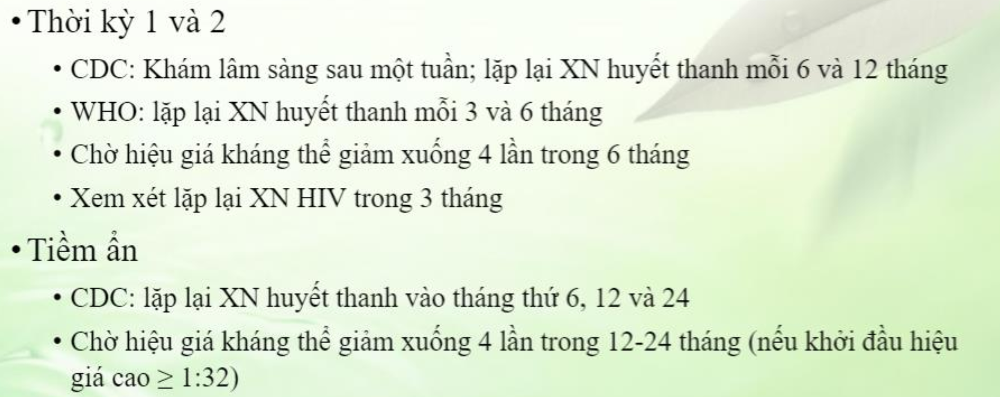 • Thời kỳ 1 và 2
• CDC: Khám lâm sàng sau một tuần; lặp lại XN huyết thanh mỗi 6 và 12 tháng
• WHO: lặp lại XN huyết thanh mỗi 3 và 6 tháng
• Chờ hiệu giá kháng thể giảm xuống 4 lần trong 6 tháng
• Xem xét lặp lại XN HIV trong 3 tháng
• Tiềm ẩn
• CDC: lặp lại XN huyết thanh vào tháng thứ 6, 12 và 24
• Chờ hiệu giá kháng thể giảm xuống 4 lần trong 12-24 tháng (nếu khởi đầu hiệu
giá cao ≥ 1:32)